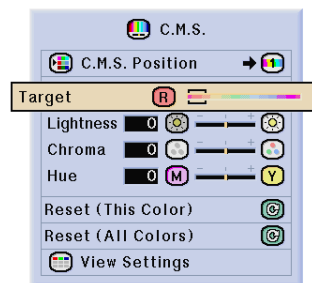 C.M.S.
C.M.S. Position 1
Target R
Lightness 0 - +
Chroma 0 - +
Hue 0 M - + Y
Reset (This Color)
Reset (All Colors)
View Settings